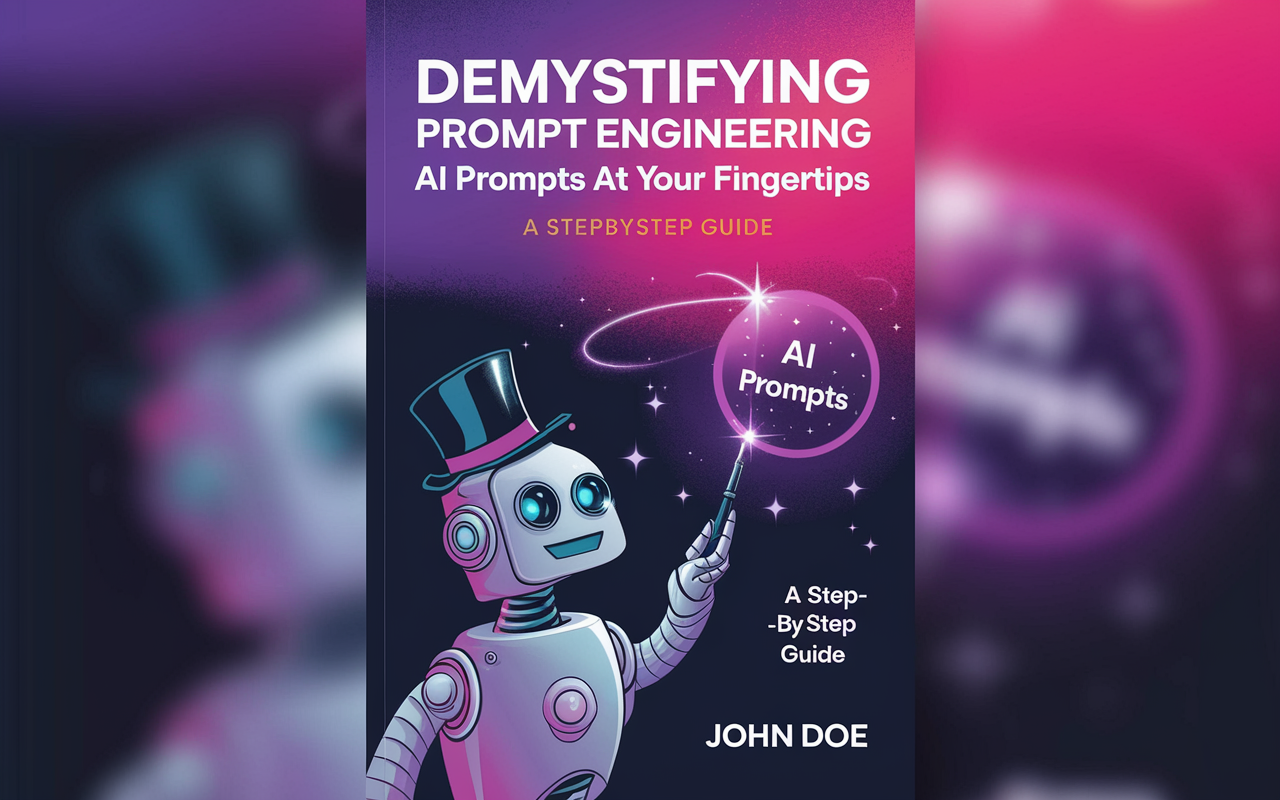 DEMYSTIFYING
PROMPT ENGINEERING
AI Prompts At Your Fingertips
A STEPBYSTEP GUIDE
AI
Prompts
A Step-
-By Step
Guide
JOHN DOE